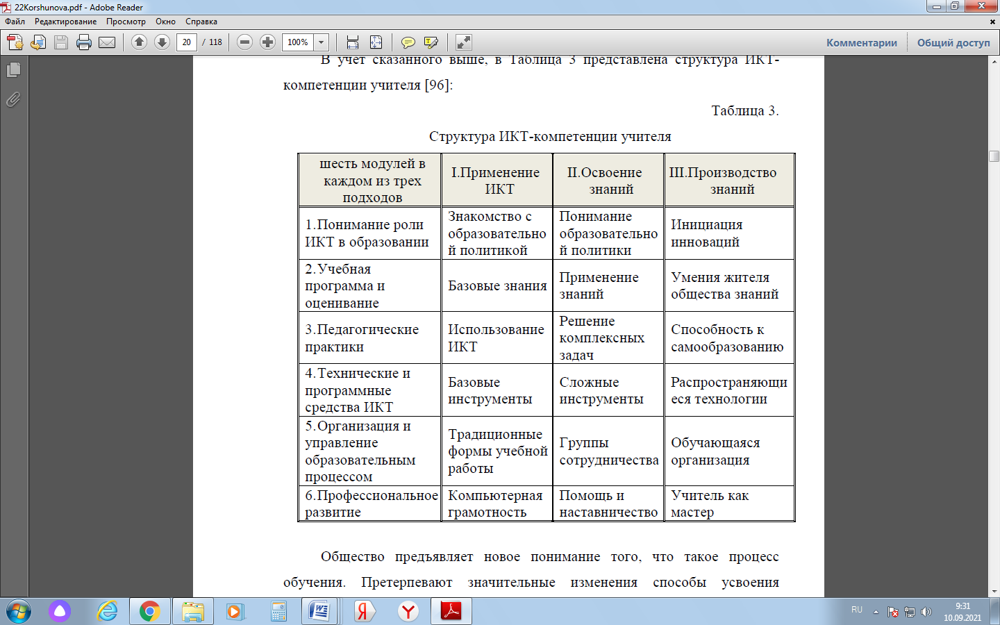 22Korshunova.pdf - Adobe Reader
Файл Редактирование Просмотр Окно Справка
20 / 118 100% Комментарии Общий доступ
В учет сказанного выше, в Таблица 3 представлена структура ИКТ-
компетенции учителя [96]:
Таблица 3.
Структура ИКТ-компетенции учителя
шесть модулей в
каждом из трех
подходов
I.Применение
ИКТ
II.Освоение
знаний
III.Производство
знаний
1.Понимание роли
ИКТ в образовании
Знакомство с
образовательно
й политикой
Понимание
образовательно
й политики
Инициация
инноваций
2.Учебная
программа и
оценивание
Базовые знания
Применение
знаний
Умения жителя
общества знаний
3.Педагогические
практики
Использование
ИКТ
Решение
комплексных
задач
Способность к
самообразованию
4.Технические и
программные
средства ИКТ
Базовые
инструменты
Сложные
инструменты
Распространяющи
еся технологии
5.Организация и
управление
образовательным
процессом
Традиционные
формы учебной
работы
Группы
сотрудничества
Обучающаяся
организация
6.Профессиональное
развитие
Компьютерная
грамотность
Помощь и
наставничество
Учитель как
мастер
Общество предъявляет новое понимание того, что такое процесс
обучения. Претерпевают значительные изменения способы усвоения
RU
9:31
10.09.2021